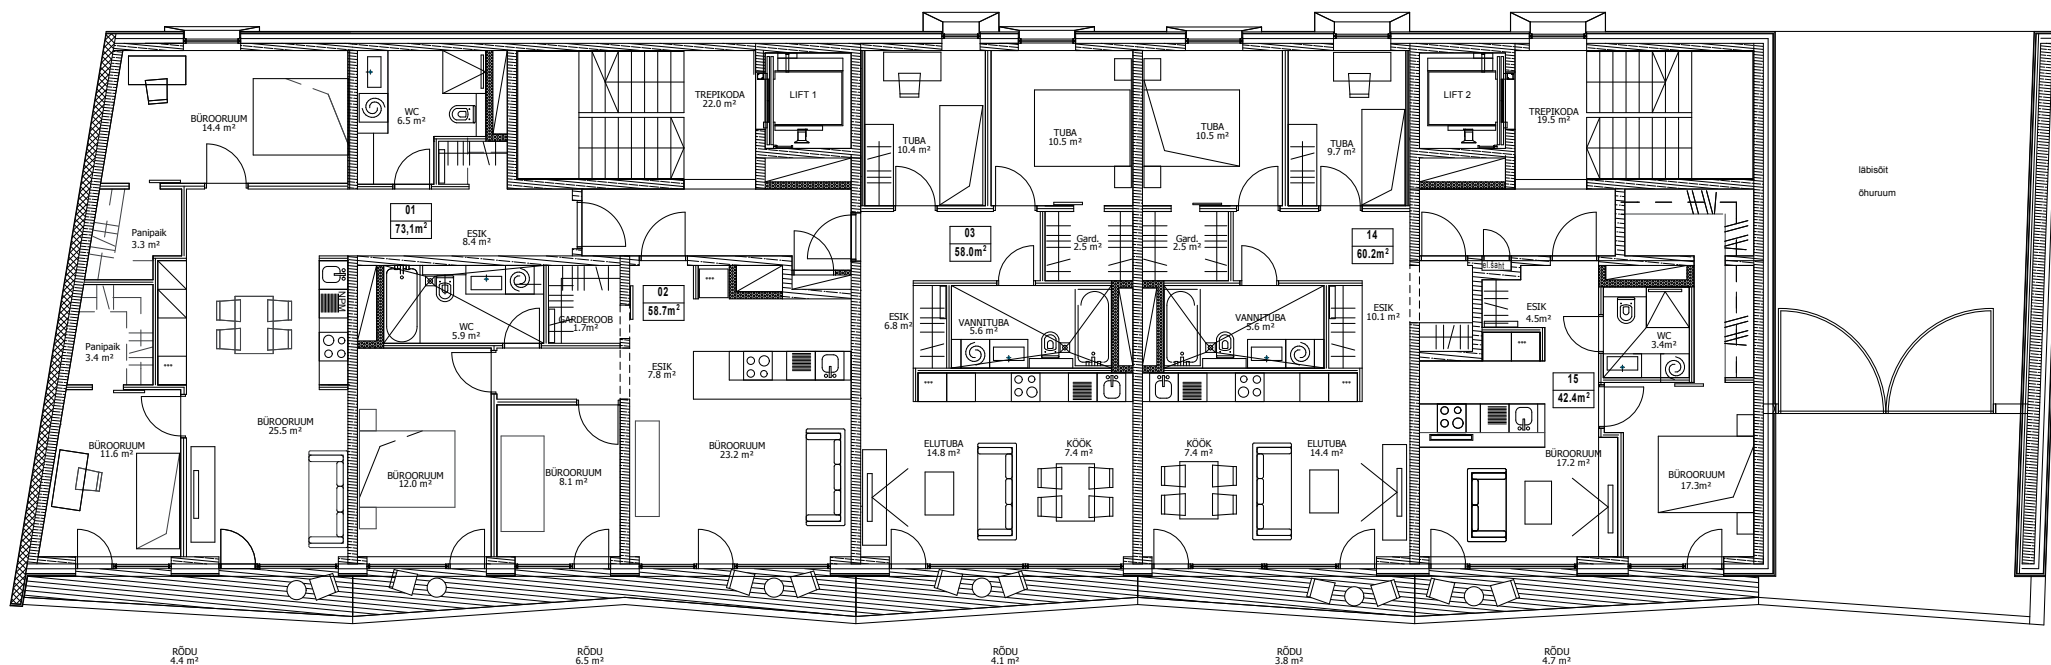 BÜROORUUM
14.4 m²
WC
6.5 m²
TREPIKODA
22.0 m²
LIFT 1
TUBA
10.4 m²
TUBA
10.5 m²
TUBA
10.5 m²
TUBA
9.7 m²
LIFT 2
TREPIKODA
19.5 m²
läbisõit
õhuruum
Panipaik
3.3 m²
01
73,1m²
ESIK
8.4 m²
03
58.0m²
Gard.
2.5 m²
Gard.
2.5 m²
14
60.2m²
el.šaht
Panipaik
3.4 m²
WC
5.9 m²
GARDEROOB
1.7m²
02
58.7m²
ESIK
7.8 m²
ESIK
6.8 m²
VANNITUBA
5.6 m²
VANNITUBA
5.6 m²
ESIK
10.1 m²
ESIK
4.5m²
WC
3.4m²
15
42.4m²
BÜROORUUM
11.6 m²
BÜROORUUM
25.5 m²
BÜROORUUM
12.0 m²
BÜROORUUM
8.1 m²
BÜROORUUM
23.2 m²
ELUTUBA
14.8 m²
KÖÖK
7.4 m²
KÖÖK
7.4 m²
ELUTUBA
14.4 m²
BÜROORUUM
17.2 m²
BÜROORUUM
17.3m²
RÕDU
4.4 m²
RÕDU
6.5 m²
RÕDU
4.1 m²
RÕDU
3.8 m²
RÕDU
4.7 m²